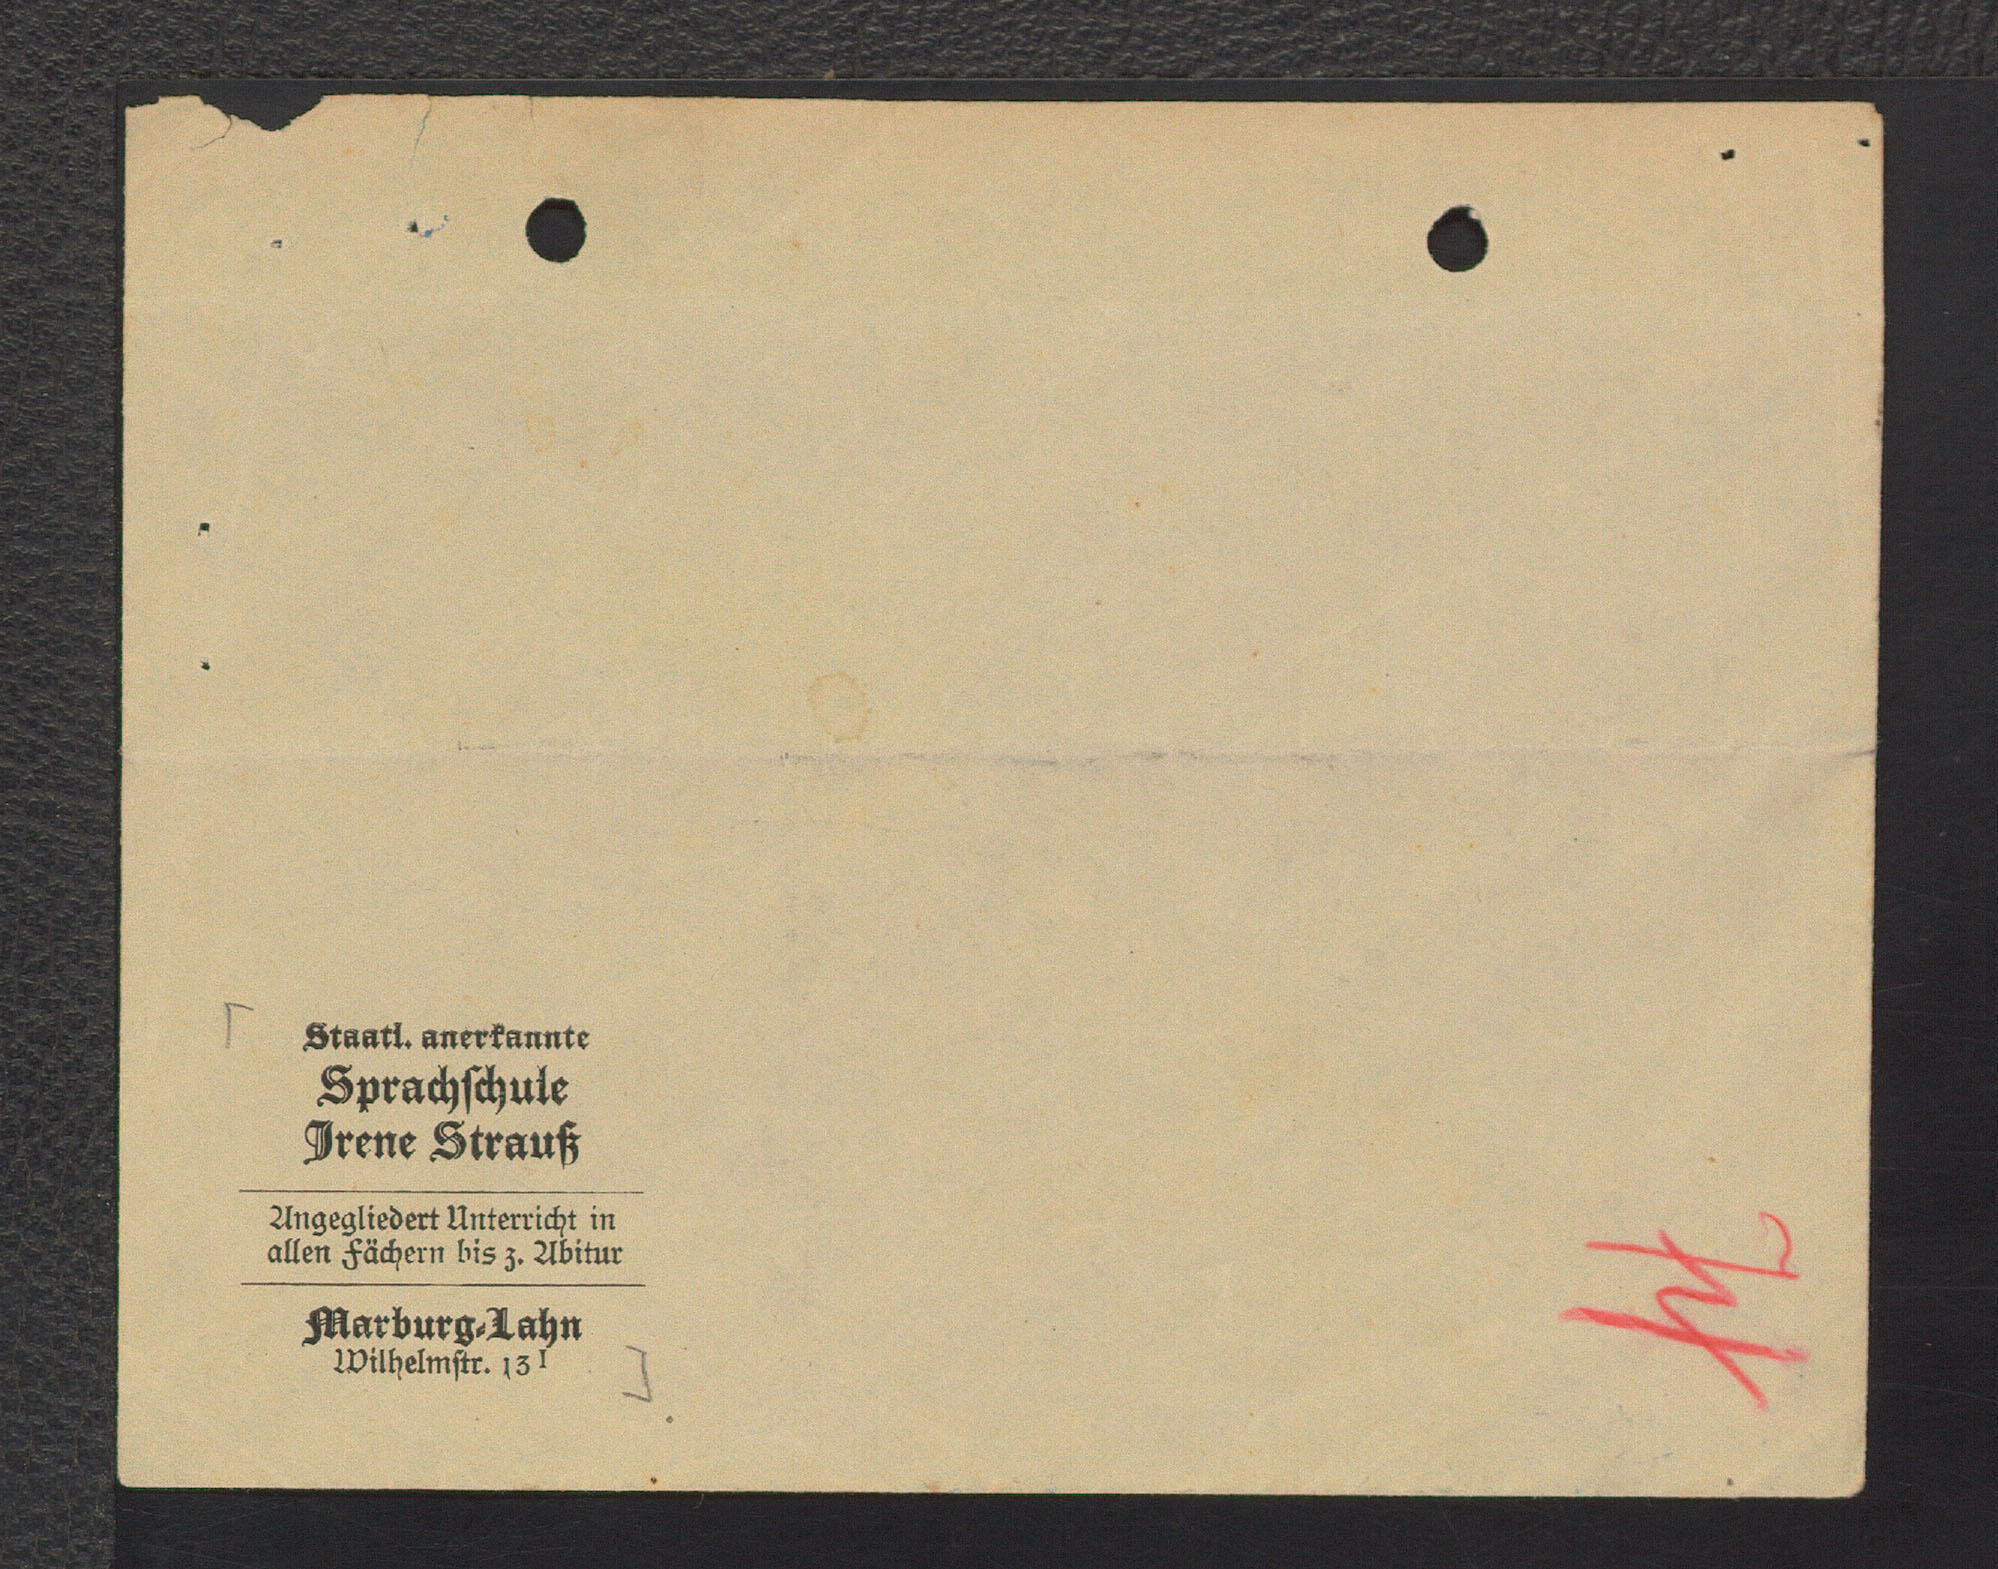 Staatl. anerkannte
Sprachschule
Irene Strauß
Angegliedert Unterricht in
allen Fächern bis z. Abitur
Marburg-Lahn
Wilhelmstr. 13 I